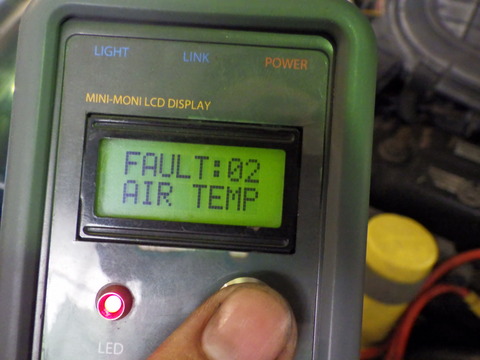 LIGHT LINK POWER
MINI-MONI LCD DISPLAY
FAULT:02
AIR TEMP
LED